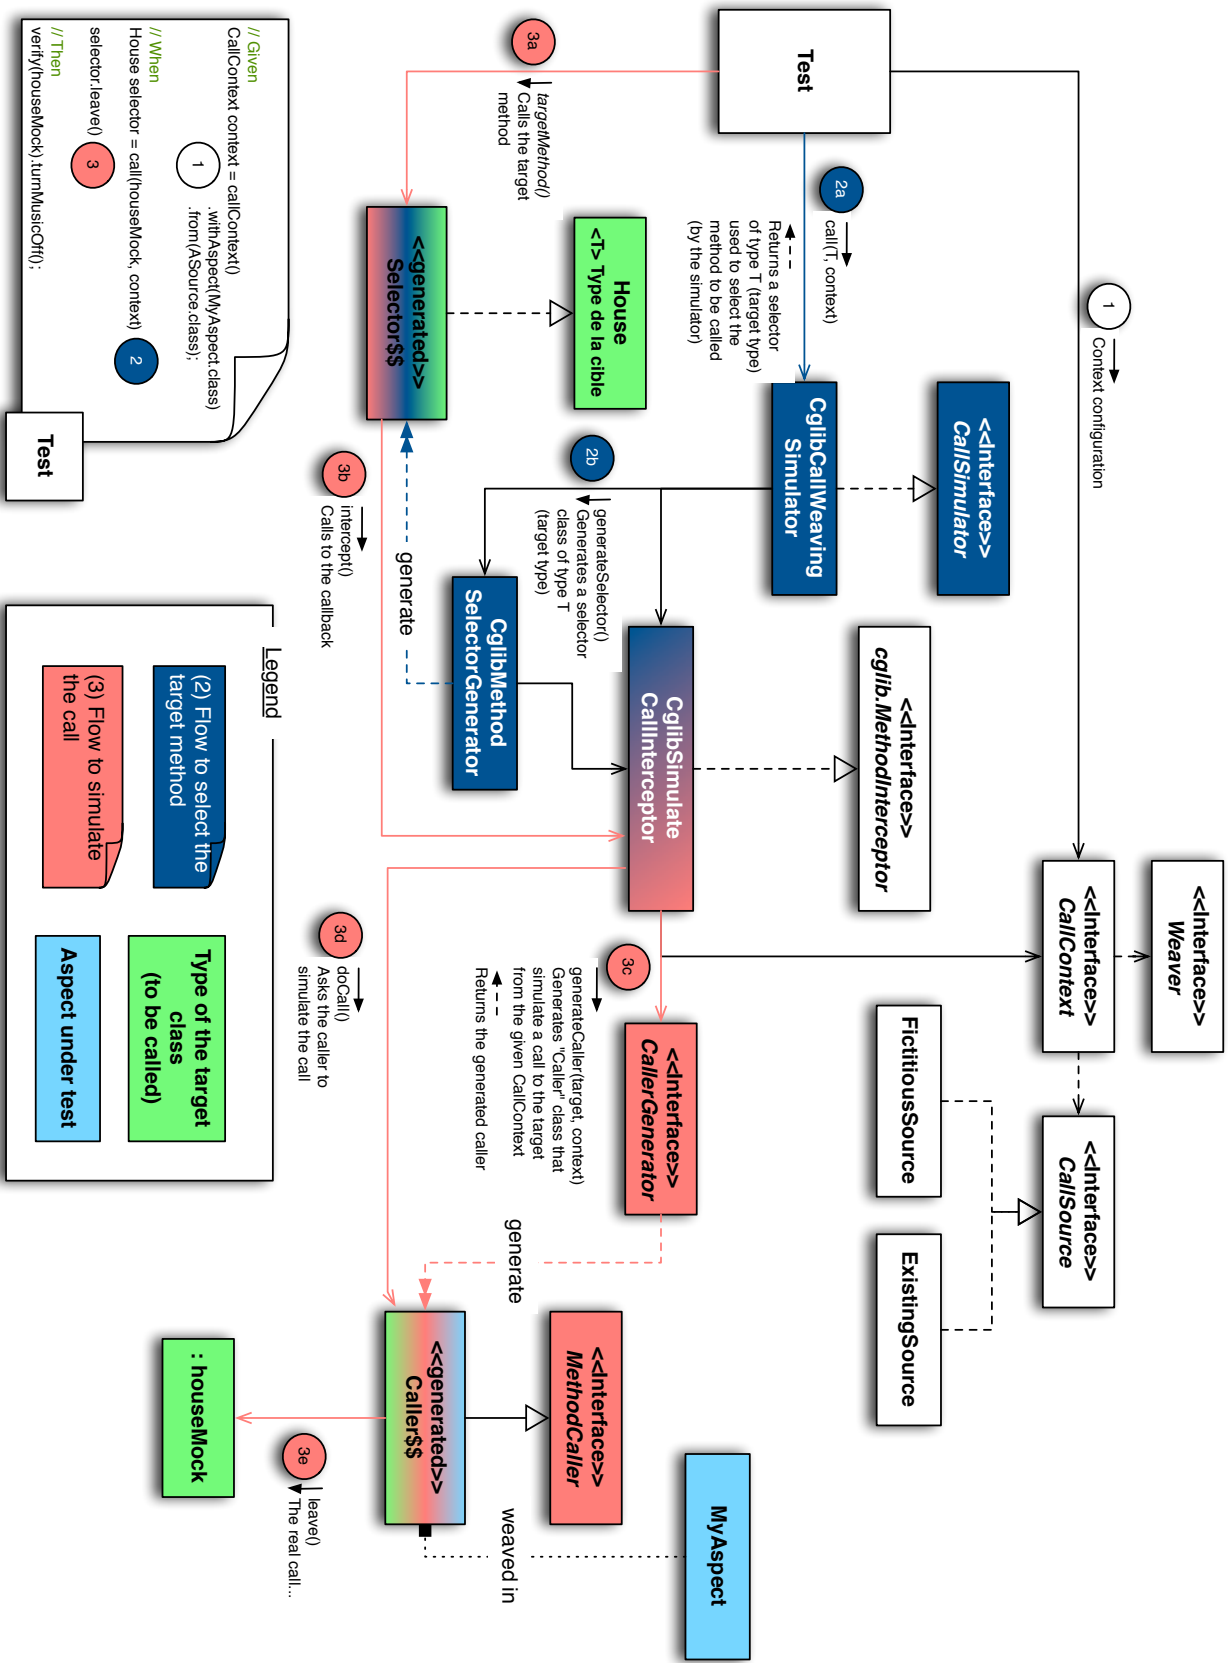 <<Interface>>
Weaver
1
Context configuration
<<Interface>>
CallContext
<<Interface>>
CallSource
<<Interface>>
CallSimulator
<<Interface>>
cglib.MethodInterceptor
FictitiousSource
ExistingSource
Test
2a
call(T, context)
Returns a selector
of type T (target type)
used to select the
method to be called
(by the simulator)
CglibCallWeaving
Simulator
CglibSimulate
CallInterceptor
3c
generateCaller(target, context)
Generates "Caller" class that
simulate a call to the target
from the given CallContext
Returns the generated caller
<<Interface>>
CallerGenerator
generate
<<Interface>>
MethodCaller
MyAspect
weaved in
3a
targetMethod()
Calls the target
method
House
<T> Type de la cible
2b
generateSelector()
Generates a selector
class of type T
(target type)
CglibMethod
SelectorGenerator
generate
<<generated>>
Selector$$
3b
intercept()
Calls to the callback
3d
doCall()
Asks the caller to
simulate the call
<<generated>>
Caller$$
3e
leave()
The real call...
: houseMock
// Given
CallContext context = callContext()
.withAspect(MyAspect.class)
.from(ASource.class);
1
// When
House selector = call(houseMock, context)
2
selector.leave()
3
// Then
verify(houseMock).turnMusicOff();
Test
Legend
(2) Flow to select the
target method
(3) Flow to simulate
the call
Type of the target
class
(to be called)
Aspect under test